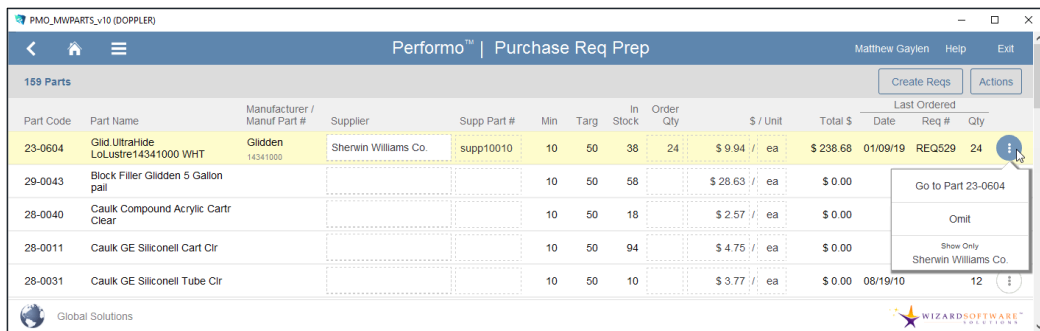 PMO_MWPARTS_v10 (DOPPLER)
Performo™ | Purchase Req Prep
Matthew Gaylen Help Exit
159 Parts
Create Reqs Actions
Part Code Part Name Manufacturer / Manuf Part # Supplier Supp Part # Min Targ In Stock Order Qty $ / Unit Total $ Last Ordered Date Req # Qty
23-0604 Glid.UltraHide LoLustre14341000 WHT Glidden 14341000 Sherwin Williams Co. supp10010 10 50 38 24 $ 9.94 / ea $ 238.68 01/09/19 REQ529 24
29-0043 Block Filler Glidden 5 Gallon pail 10 50 58 $ 28.63 / ea $ 0.00
28-0040 Caulk Compound Acrylic Cartr Clear 10 50 18 $ 2.57 / ea $ 0.00
28-0011 Caulk GE Siliconell Cart Clr 10 50 94 $ 4.75 / ea $ 0.00
28-0031 Caulk GE Siliconell Tube Clr 10 50 10 $ 3.77 / ea $ 0.00 08/19/10 12
Go to Part 23-0604
Omit
Show Only
Sherwin Williams Co.
Global Solutions
WIZARDSOFTWARE™
SOLUTIONS